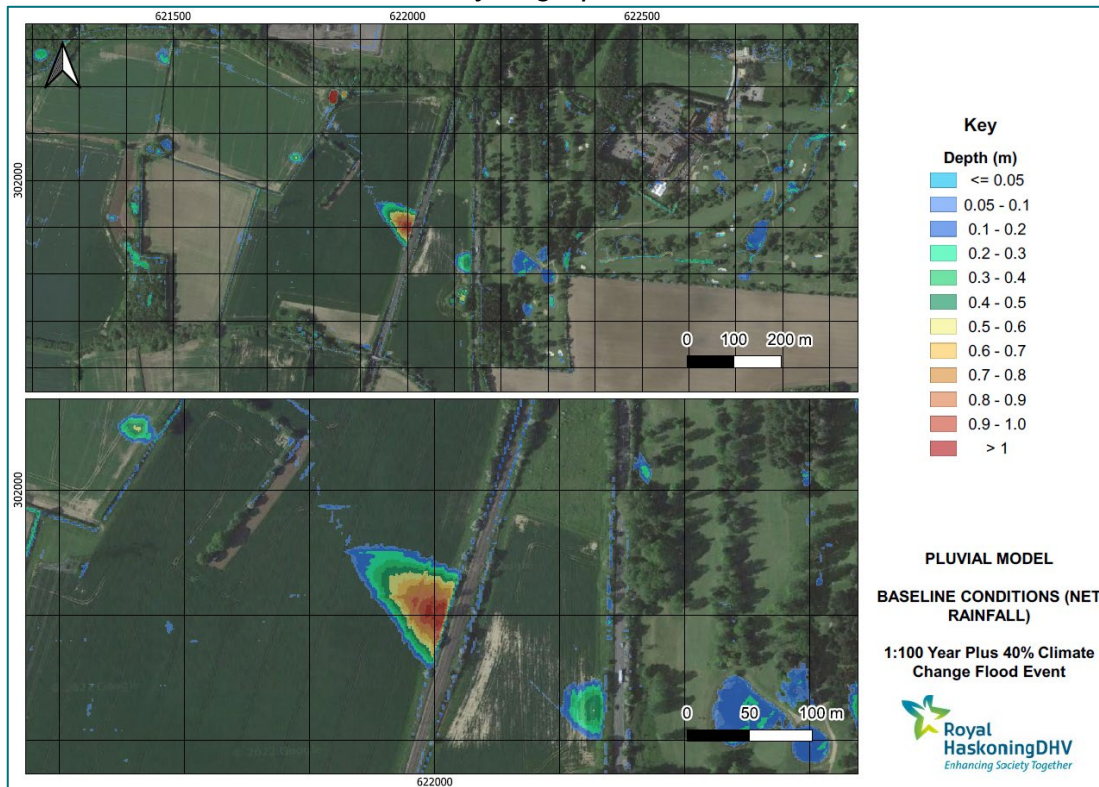 621500
622000
622500
302000
0 100 200 m
302000
0 50 100 m
622000
Key
Depth (m)
<= 0.05
0.05 - 0.1
0.1 - 0.2
0.2 - 0.3
0.3 - 0.4
0.4 - 0.5
0.5 - 0.6
0.6 - 0.7
0.7 - 0.8
0.8 - 0.9
0.9 - 1.0
> 1
PLUVIAL MODEL
BASELINE CONDITIONS (NET
RAINFALL)
1:100 Year Plus 40% Climate
Change Flood Event
Royal
HaskoningDHV
Enhancing Society Together